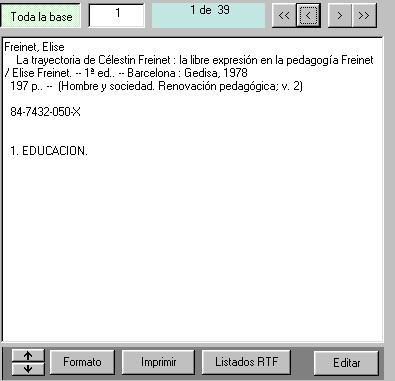 Toda la base 1 1 de 39 << < > >>
Freinet, Elise
La trayectoria de Célestin Freinet : la libre expresión en la pedagogía Freinet
/ Elise Freinet. -- 1ª ed.. -- Barcelona : Gedisa, 1978
197 p.. -- (Hombre y sociedad. Renovación pedagógica; v. 2)
84-7432-050-X
1. EDUCACION.
Formato Imprimir Listados RTF Editar